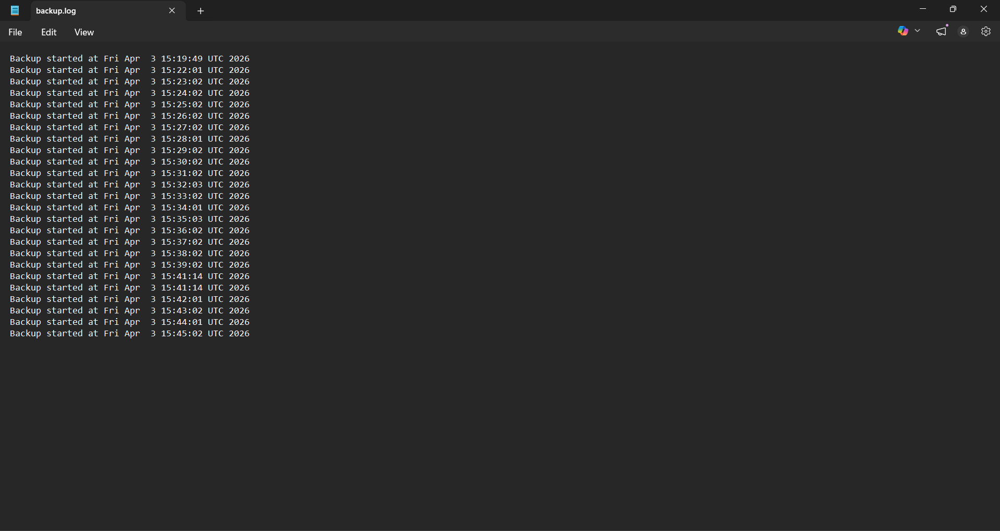 backup.log
File Edit View
Backup started at Fri Apr  3 15:19:49 UTC 2026
Backup started at Fri Apr  3 15:22:01 UTC 2026
Backup started at Fri Apr  3 15:23:02 UTC 2026
Backup started at Fri Apr  3 15:24:02 UTC 2026
Backup started at Fri Apr  3 15:25:02 UTC 2026
Backup started at Fri Apr  3 15:26:02 UTC 2026
Backup started at Fri Apr  3 15:27:02 UTC 2026
Backup started at Fri Apr  3 15:28:01 UTC 2026
Backup started at Fri Apr  3 15:29:02 UTC 2026
Backup started at Fri Apr  3 15:30:02 UTC 2026
Backup started at Fri Apr  3 15:31:02 UTC 2026
Backup started at Fri Apr  3 15:32:03 UTC 2026
Backup started at Fri Apr  3 15:33:02 UTC 2026
Backup started at Fri Apr  3 15:34:01 UTC 2026
Backup started at Fri Apr  3 15:35:03 UTC 2026
Backup started at Fri Apr  3 15:36:02 UTC 2026
Backup started at Fri Apr  3 15:37:02 UTC 2026
Backup started at Fri Apr  3 15:38:02 UTC 2026
Backup started at Fri Apr  3 15:39:02 UTC 2026
Backup started at Fri Apr  3 15:41:14 UTC 2026
Backup started at Fri Apr  3 15:41:14 UTC 2026
Backup started at Fri Apr  3 15:42:01 UTC 2026
Backup started at Fri Apr  3 15:43:02 UTC 2026
Backup started at Fri Apr  3 15:44:01 UTC 2026
Backup started at Fri Apr  3 15:45:02 UTC 2026